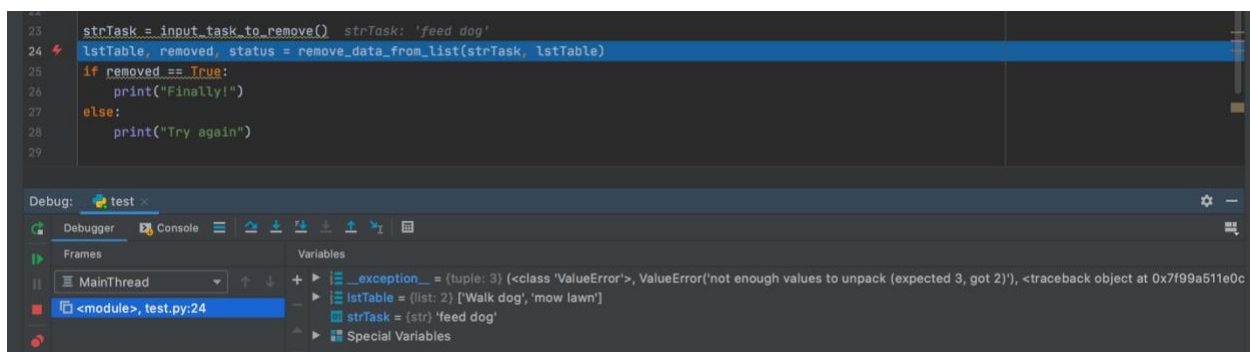 22
23 strTask = input_task_to_remove() strTask: 'feed dog'
24 lstTable, removed, status = remove_data_from_list(strTask, lstTable)
25 if removed == True:
26 print("Finally!")
27 else:
28 print("Try again")
29
Debug: test
Debugger Console
Frames Variables
MainThread
__exception__ = {tuple: 3} (<class 'ValueError'>, ValueError('not enough values to unpack (expected 3, got 2)'), <traceback object at 0x7f99a511e0c
lstTable = {list: 2} ['Walk dog', 'mow lawn']
<module>, test.py:24
strTask = {str} 'feed dog'
Special Variables